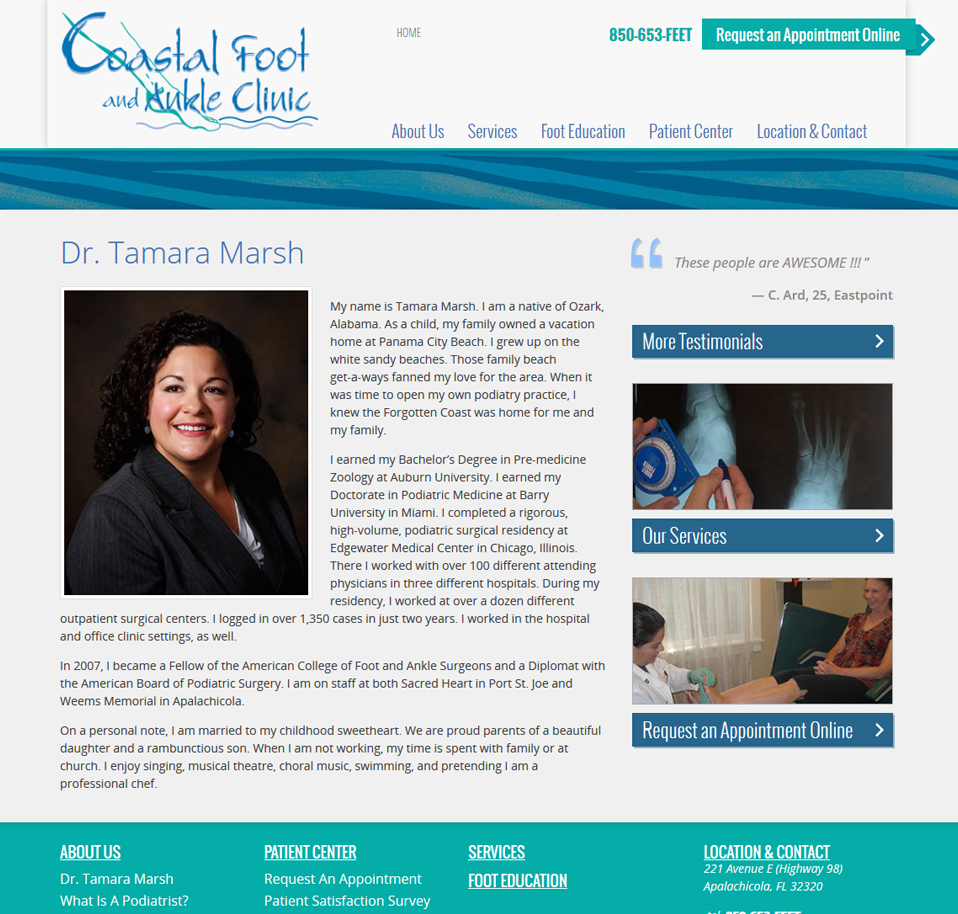 Coastal Foot
and Ankle Clinic
HOME
850-653-FEET
Request an Appointment Online
About Us
Services
Foot Education
Patient Center
Location & Contact
Dr. Tamara Marsh
My name is Tamara Marsh. I am a native of Ozark,
Alabama. As a child, my family owned a vacation
home at Panama City Beach. I grew up on the
white sandy beaches. Those family beach
get-a-ways fanned my love for the area. When it
was time to open my own podiatry practice, I
knew the Forgotten Coast was home for me and
my family.
I earned my Bachelor's Degree in Pre-medicine
Zoology at Auburn University. I earned my
Doctorate in Podiatric Medicine at Barry
University in Miami. I completed a rigorous,
high-volume, podiatric surgical residency at
Edgewater Medical Center in Chicago, Illinois.
There I worked with over 100 different attending
physicians in three different hospitals. During my
residency, I worked at over a dozen different
outpatient surgical centers. I logged in over 1,350 cases in just two years. I worked in the hospital
and office clinic settings, as well.
In 2007, I became a Fellow of the American College of Foot and Ankle Surgeons and a Diplomat with
the American Board of Podiatric Surgery. I am on staff at both Sacred Heart in Port St. Joe and
Weems Memorial in Apalachicola.
On a personal note, I am married to my childhood sweetheart. We are proud parents of a beautiful
daughter and a rambunctious son. When I am not working, my time is spent with family or at
church. I enjoy singing, musical theatre, choral music, swimming, and pretending I am a
professional chef.
“ These people are AWESOME !!! ”
— C. Ard, 25, Eastpoint
More Testimonials
Our Services
Request an Appointment Online
ABOUT US
Dr. Tamara Marsh
What Is A Podiatrist?
PATIENT CENTER
Request An Appointment
Patient Satisfaction Survey
SERVICES
FOOT EDUCATION
LOCATION & CONTACT
221 Avenue E (Highway 98)
Apalachicola, FL 32320
tel 850-653-FEET